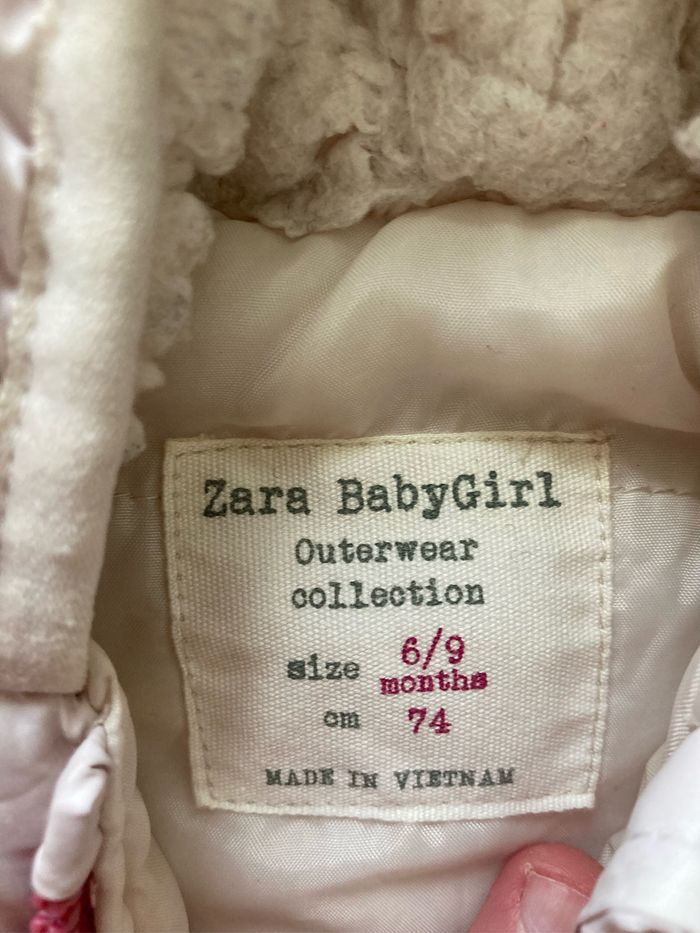 Zara BabyGirl
Outerwear
collection
size 6/9
months
cm 74
MADE IN VIETNAM